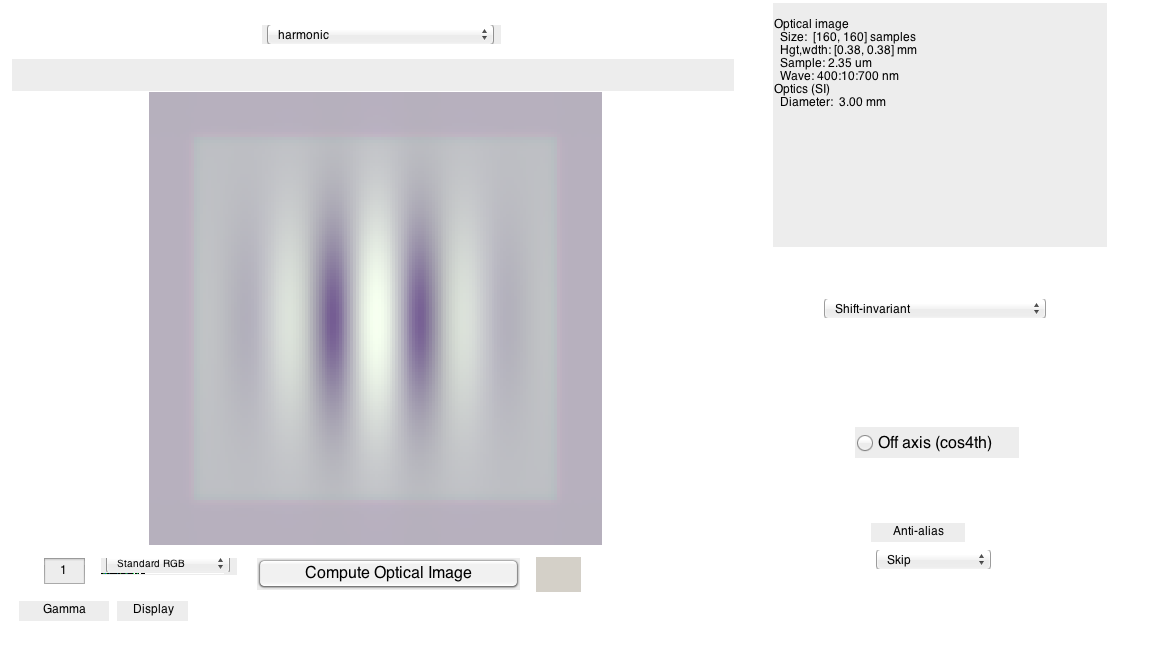 harmonic
Optical image
Size: [160, 160] samples
Hgt,wdth: [0.38, 0.38] mm
Sample: 2.35 um
Wave: 400:10:700 nm
Optics (SI)
Diameter: 3.00 mm
Shift-invariant
Off axis (cos4th)
Anti-alias
Skip
1
Standard RGB
Compute Optical Image
Gamma
Display